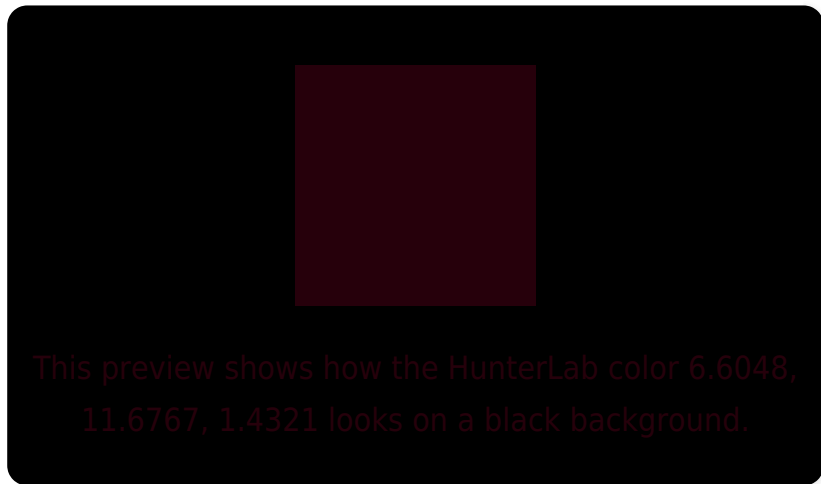 This preview shows how the HunterLab color 6.6048,
11.6767, 1.4321 looks on a black background.